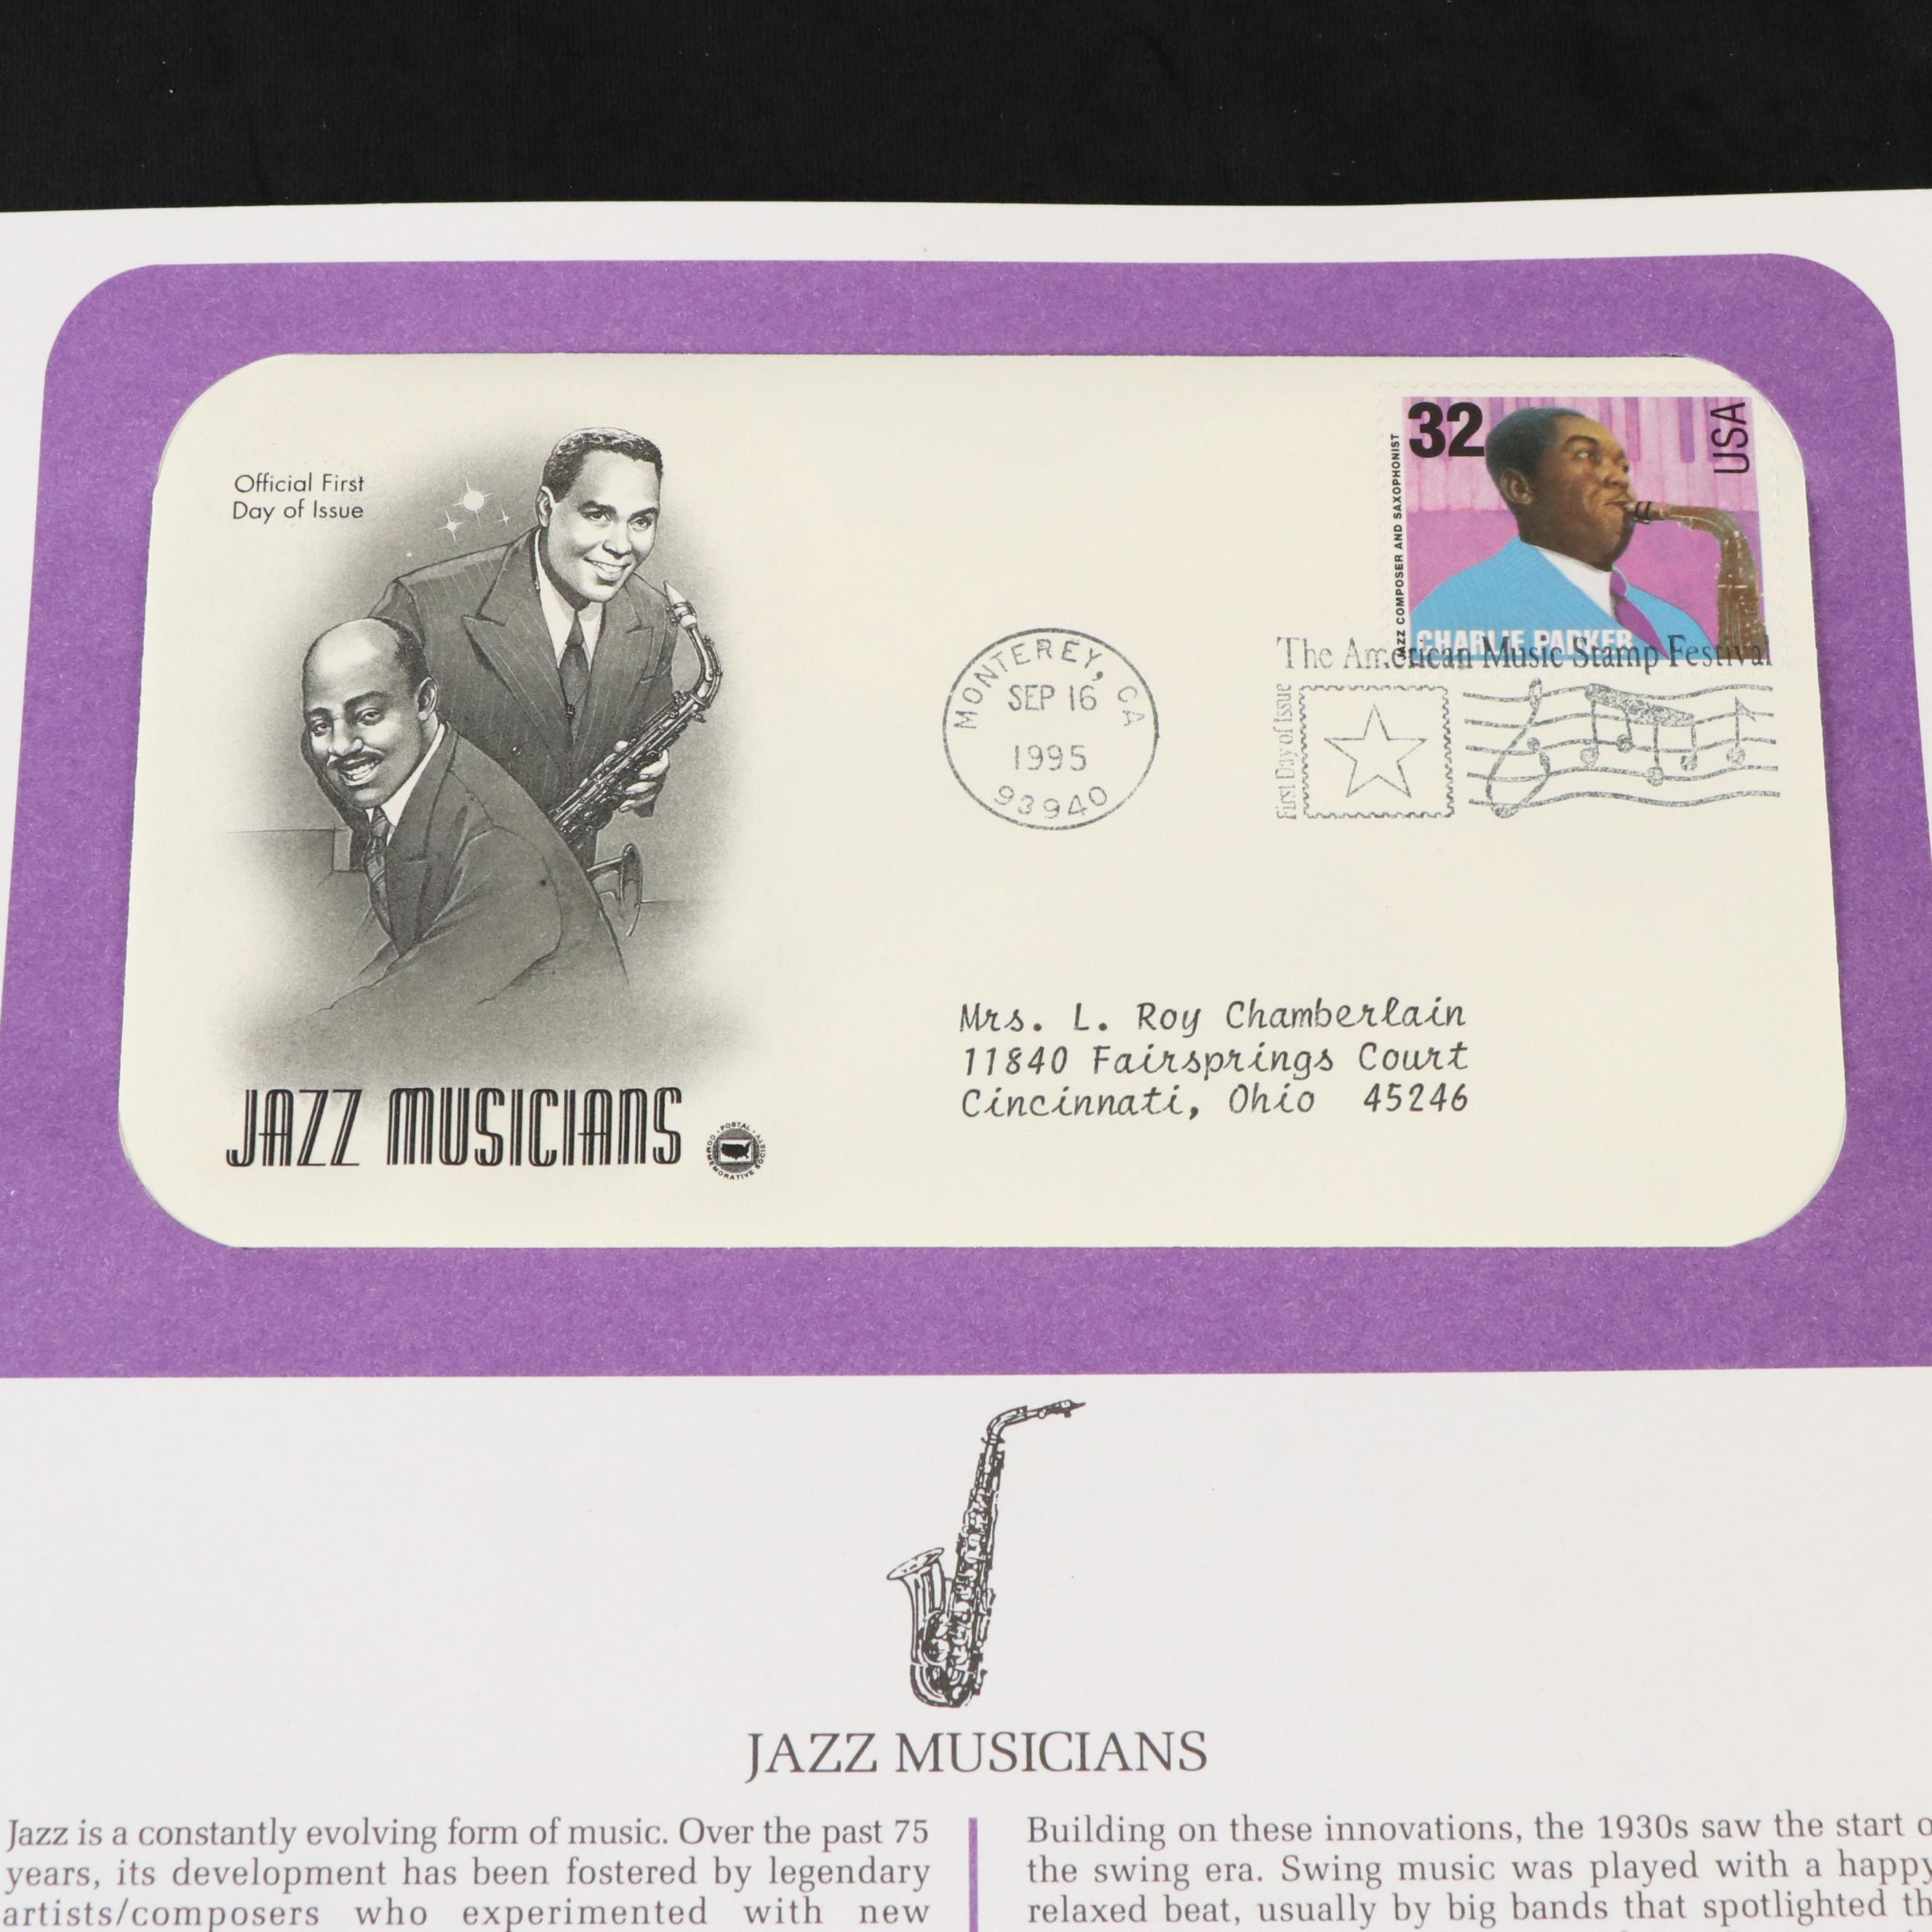 Official First
Day of Issue
32
USA
JAZZ COMPOSER AND SAXOPHONIST
CHARLIE PARKER
The American Music Stamp Festival
First Day of Issue
MONTEREY, CA
SEP 16
1995
93940
Mrs. L. Roy Chamberlain
11840 Fairsprings Court
Cincinnati, Ohio 45246
JAZZ MUSICIANS
POSTAL
COMMEMORATIVE SOCIETY
JAZZ MUSICIANS
Jazz is a constantly evolving form of music. Over the past 75
years, its development has been fostered by legendary
artists/composers who experimented with new
Building on these innovations, the 1930s saw the start
the swing era. Swing music was played with a happy
relaxed beat, usually by big bands that spotlighted